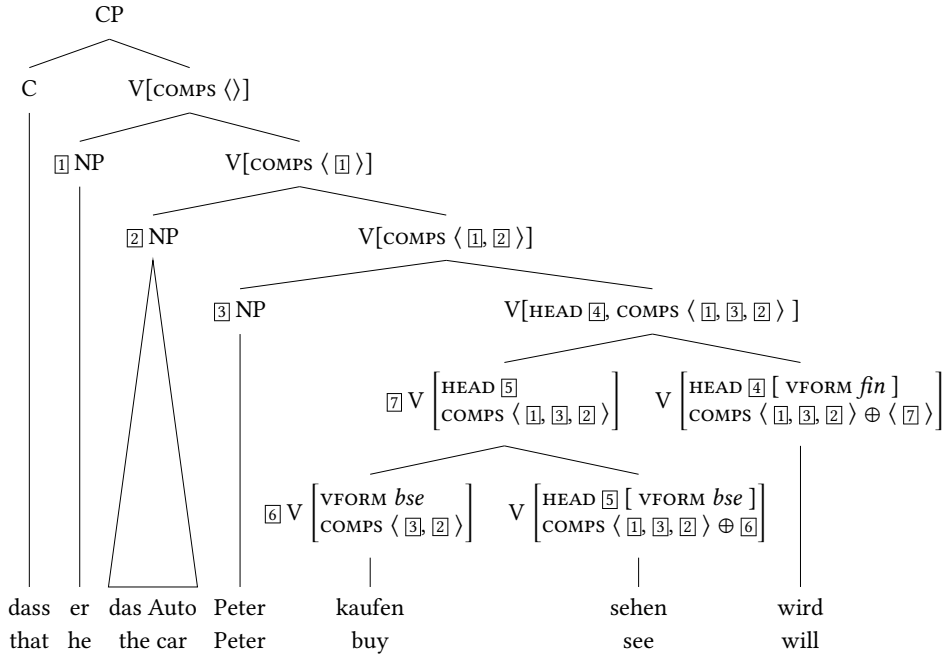 CP
C V[COMPS ⟨⟩]
1 NP V[COMPS ⟨ 1 ⟩]
2 NP V[COMPS ⟨ 1, 2 ⟩]
3 NP V[HEAD 4, COMPS ⟨ 1, 3, 2 ⟩ ]
7 V [HEAD 5 COMPS ⟨ 1, 3, 2 ⟩] V [HEAD 4 [ VFORM fin ] COMPS ⟨ 1, 3, 2 ⟩ ⊕ ⟨ 7 ⟩]
6 V [VFORM bse COMPS ⟨ 3, 2 ⟩] V [HEAD 5 [ VFORM bse ] COMPS ⟨ 1, 3, 2 ⟩ ⊕ 6]
dass er das Auto Peter kaufen sehen wird
that he the car Peter buy see will